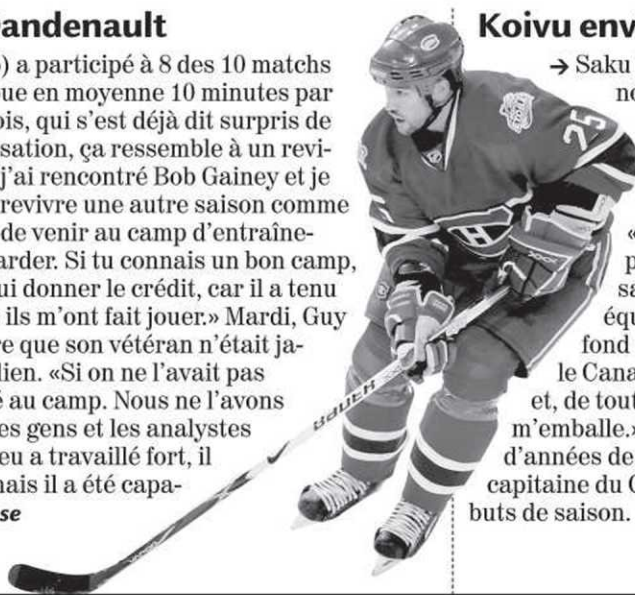 andenault
) a participé à 8 des 10 matchs
ue en moyenne 10 minutes par
ois, qui s'est déjà dit surpris de
sation, ça ressemble à un revi-
j'ai rencontré Bob Gainey et je
revivre une autre saison comme
de venir au camp d'entraîne-
arder. Si tu connais un bon camp,
ui donner le crédit, car il a tenu
ils m'ont fait jouer.» Mardi, Guy
re que son vétéran n'était ja-
lien. «Si on ne l'avait pas
é au camp. Nous ne l'avons
es gens et les analystes
eu a travaillé fort, il
mais il a été capa-
se
25
BAUER
Koivu env
→ Saku
ne
«
p
sa
équ
fond
le Cana
et, de tout
m'emballe.»
d'années de
capitaine du C
buts de saison.